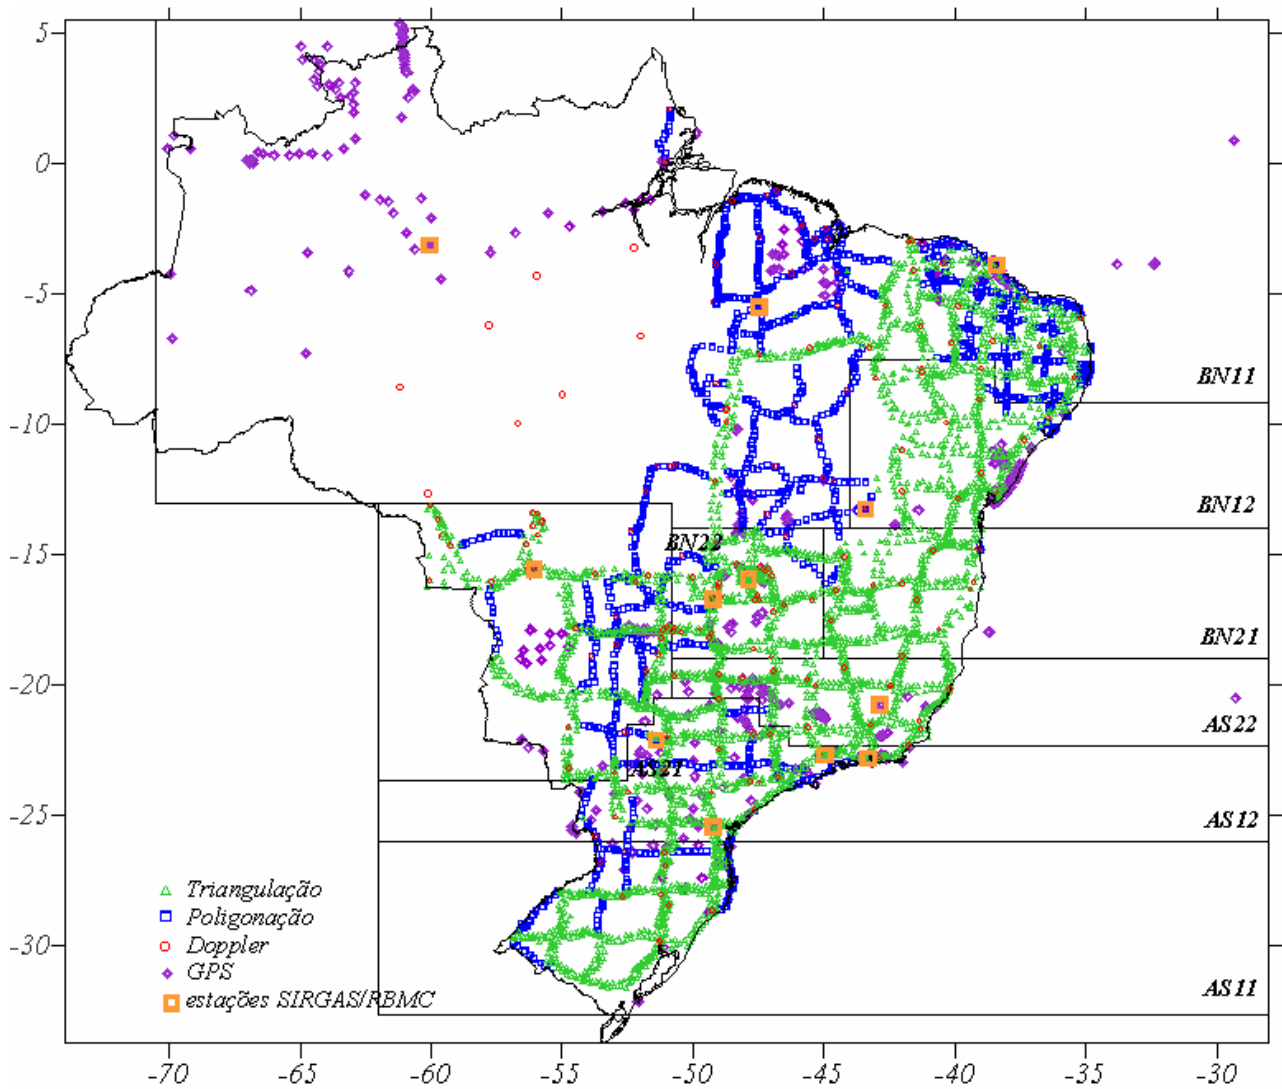 5
0
-5
BN11
-10
BN12
BN22
-15
BN21
-20
AS22
AS21
-25
AS12
Triangulação
Poligonação
Doppler
-30
GPS
estações SIRGAS/RBMC
AS11
-70 -65 -60 -55 -50 -45 -40 -35 -30